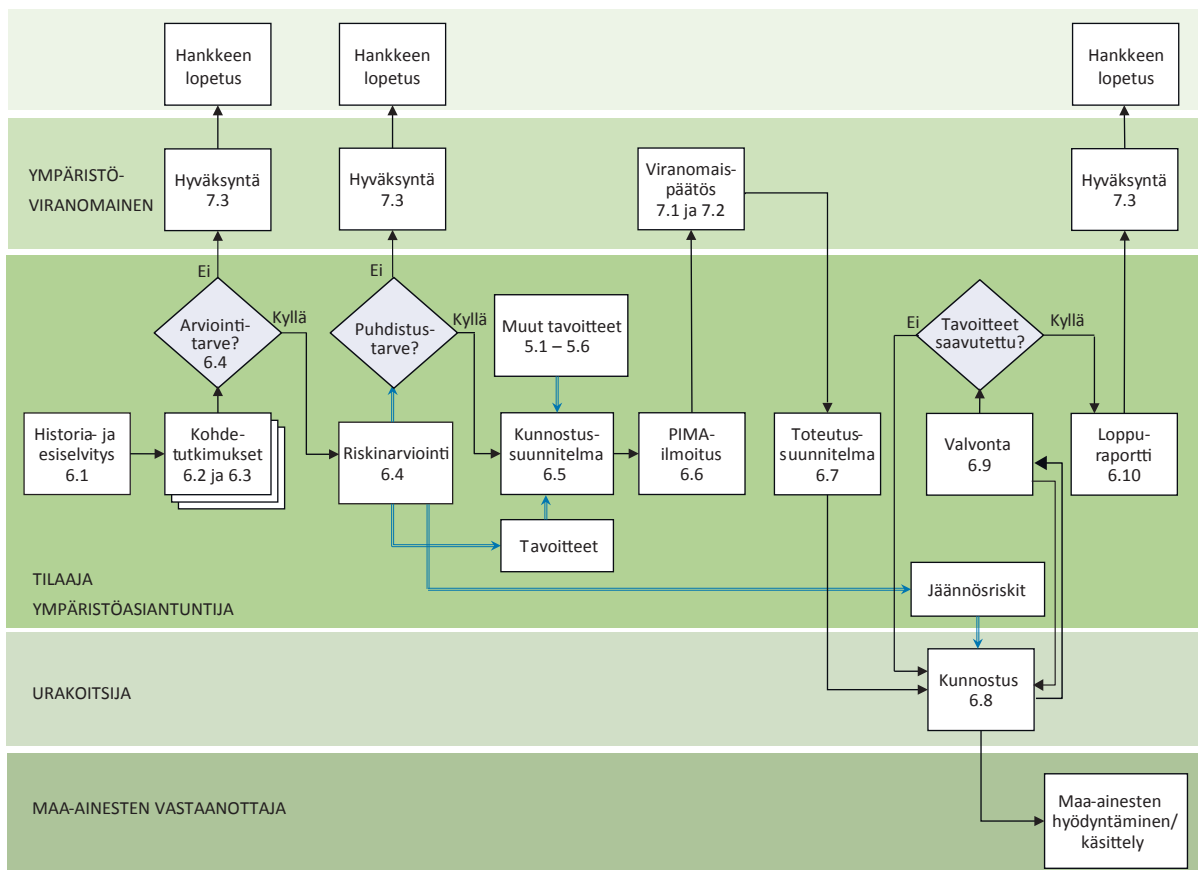 Hankkeen
lopetus
Hankkeen
lopetus
Hankkeen
lopetus
YMPÄRISTÖ-
VIRANOMAINEN
Hyväksyntä
7.3
Hyväksyntä
7.3
Viranomais-
päätös
7.1 ja 7.2
Hyväksyntä
7.3
Ei
Arviointi-
tarve?
6.4
Kyllä
Ei
Puhdistus-
tarve?
Kyllä
Muut tavoitteet
5.1 – 5.6
Ei
Tavoitteet
saavutettu?
Kyllä
Historia- ja
esiselvitys
6.1
Kohde-
tutkimukset
6.2 ja 6.3
Riskinarviointi
6.4
Kunnostus-
suunnitelma
6.5
PIMA-
ilmoitus
6.6
Toteutus-
suunnitelma
6.7
Valvonta
6.9
Loppu-
raportti
6.10
Tavoitteet
Jäännösriskit
TILAAJA
YMPÄRISTÖASIANTUNTIJA
URAKOITSIJA
Kunnostus
6.8
MAA-AINESTEN VASTAANOTTAJA
Maa-ainesten
hyödyntäminen/
käsittely